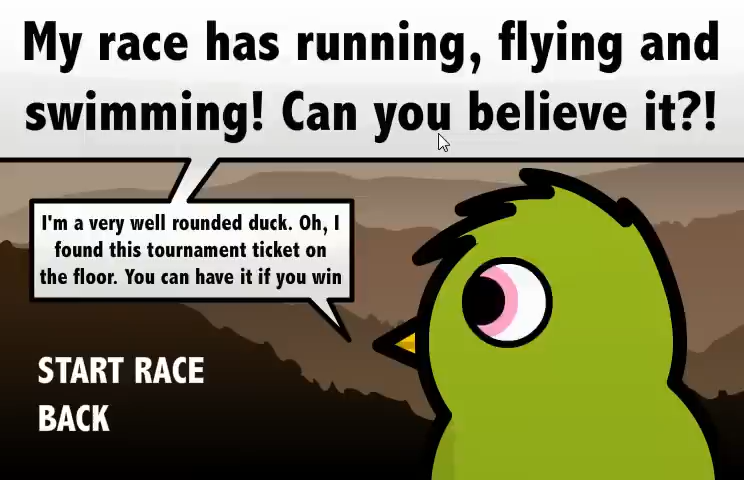 My race has running, flying and
swimming! Can you believe it?!
I'm a very well rounded duck. Oh, I
found this tournament ticket on
the floor. You can have it if you win
START RACE
BACK